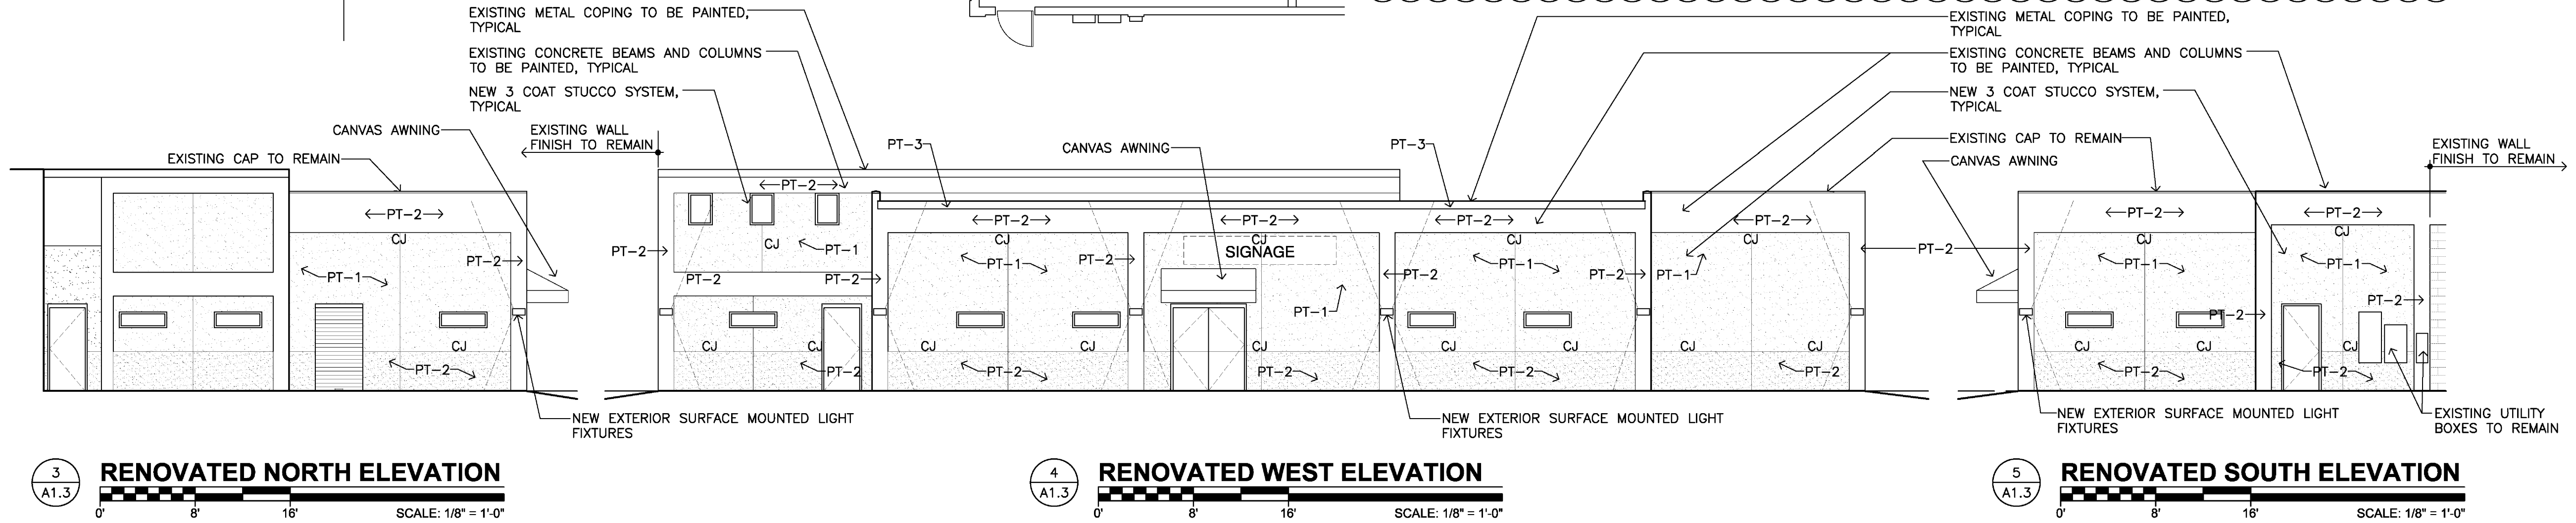 EXISTING METAL COPING TO BE PAINTED,
TYPICAL
EXISTING CONCRETE BEAMS AND COLUMNS
TO BE PAINTED, TYPICAL
NEW 3 COAT STUCCO SYSTEM,
TYPICAL
CANVAS AWNING
EXISTING WALL
FINISH TO REMAIN
EXISTING CAP TO REMAIN
PT-2
CJ
PT-2
PT-1
CJ
PT-2
NEW EXTERIOR SURFACE MOUNTED LIGHT
FIXTURES
3
A1.3
RENOVATED NORTH ELEVATION
0'
8'
16'
SCALE: 1/8" = 1'-0"
PT-3
CANVAS AWNING
PT-3
PT-2
PT-2
PT-2
PT-2
PT-2
CJ
CJ
CJ
CJ
CJ
SIGNAGE
PT-2
PT-1
PT-2
PT-2
PT-2
PT-1
PT-2
PT-2
PT-1
PT-2
PT-1
PT-1
CJ
CJ
CJ
CJ
CJ
CJ
CJ
CJ
CJ
PT-2
PT-2
PT-2
PT-2
PT-2
NEW EXTERIOR SURFACE MOUNTED LIGHT
FIXTURES
4
A1.3
RENOVATED WEST ELEVATION
0'
8'
16'
SCALE: 1/8" = 1'-0"
EXISTING METAL COPING TO BE PAINTED,
TYPICAL
EXISTING CONCRETE BEAMS AND COLUMNS
TO BE PAINTED, TYPICAL
NEW 3 COAT STUCCO SYSTEM,
TYPICAL
EXISTING CAP TO REMAIN
CANVAS AWNING
EXISTING WALL
FINISH TO REMAIN
PT-2
PT-2
CJ
CJ
PT-2
PT-1
PT-1
PT-2
PT-2
CJ
CJ
CJ
PT-2
PT-2
NEW EXTERIOR SURFACE MOUNTED LIGHT
FIXTURES
EXISTING UTILITY
BOXES TO REMAIN
5
A1.3
RENOVATED SOUTH ELEVATION
0'
8'
16'
SCALE: 1/8" = 1'-0"